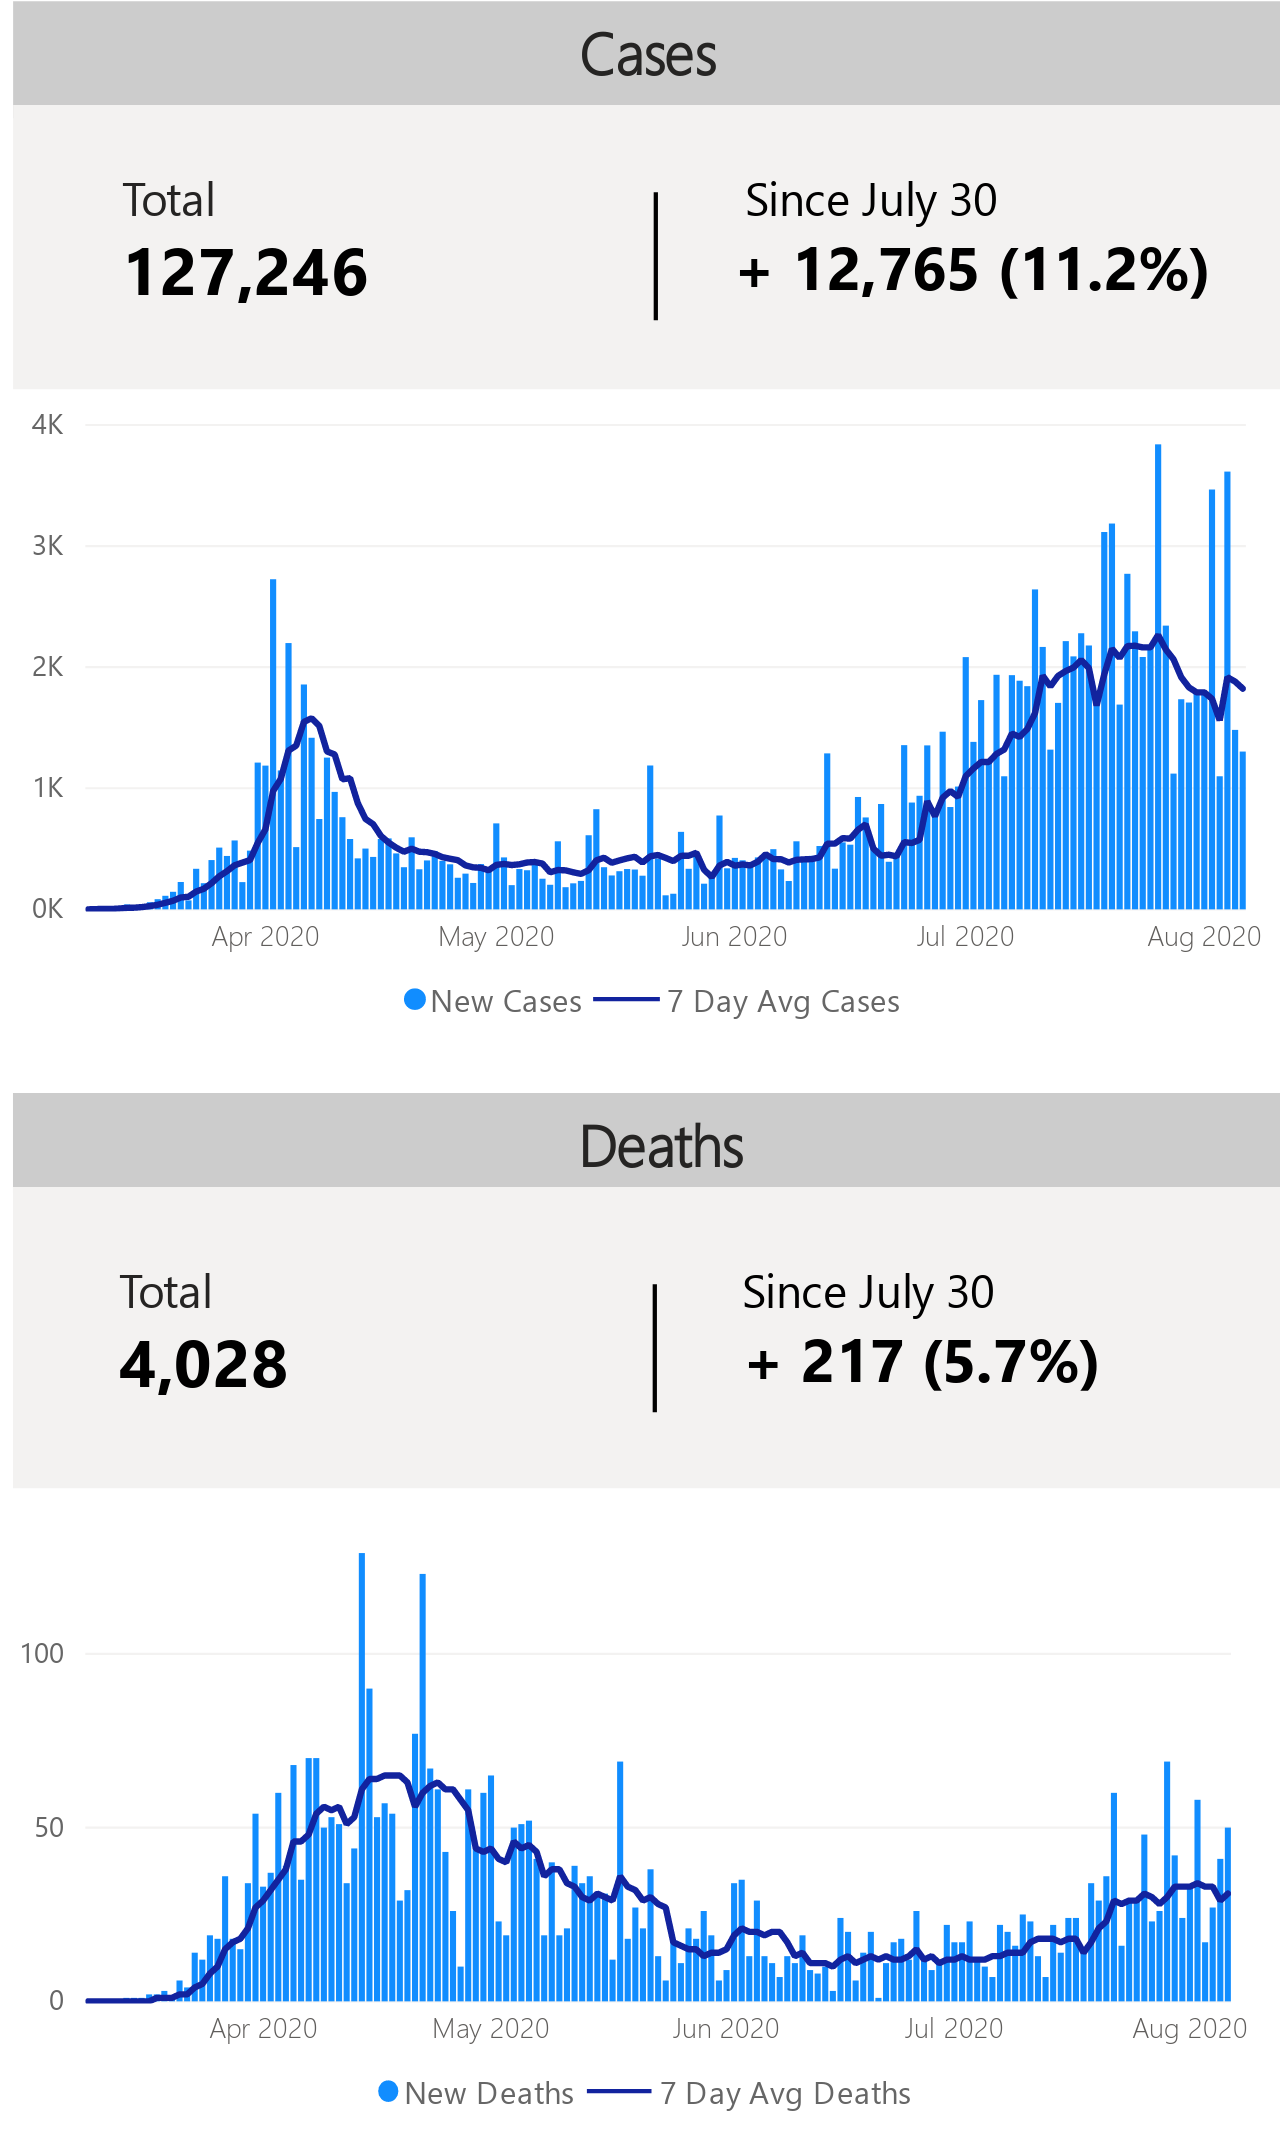 Cases
Total
Since July 30
127,246
+ 12,765 (11.2%)
4K
3K
2K
1K
0K
Apr 2020
May 2020
Jun 2020
Jul 2020
Aug 2020
New Cases
7 Day Avg Cases
Deaths
Total
Since July 30
4,028
+ 217 (5.7%)
100
50
0
Apr 2020
May 2020
Jun 2020
Jul 2020
Aug 2020
New Deaths
7 Day Avg Deaths